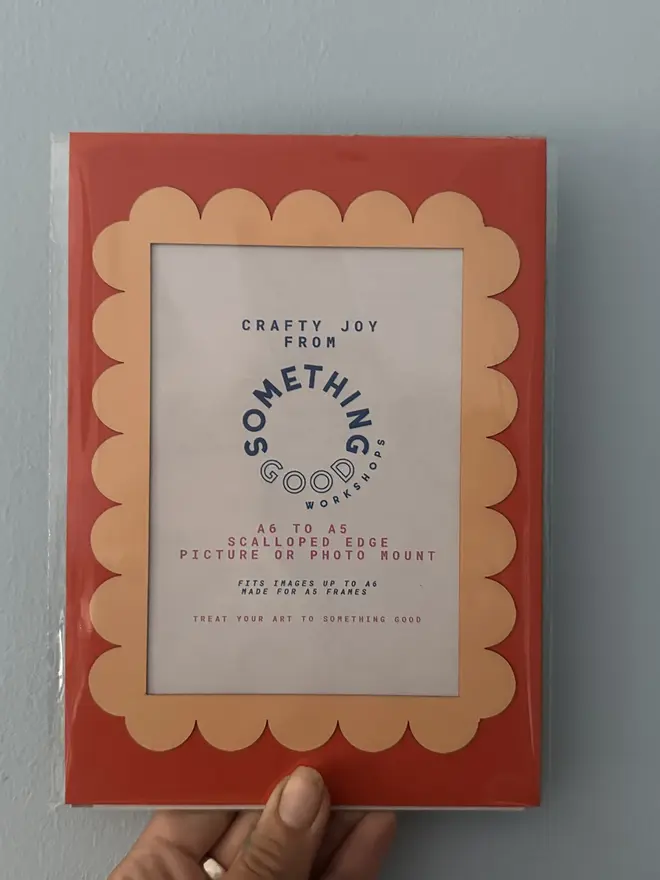 CRAFTY JOY
FROM
SOMETHING
GOOD
WORKSHOPS
A6 TO A5
SCALLOPED EDGE
PICTURE OR PHOTO MOUNT
FITS IMAGES UP TO A6
MADE FOR A5 FRAMES
TREAT YOUR ART TO SOMETHING GOOD